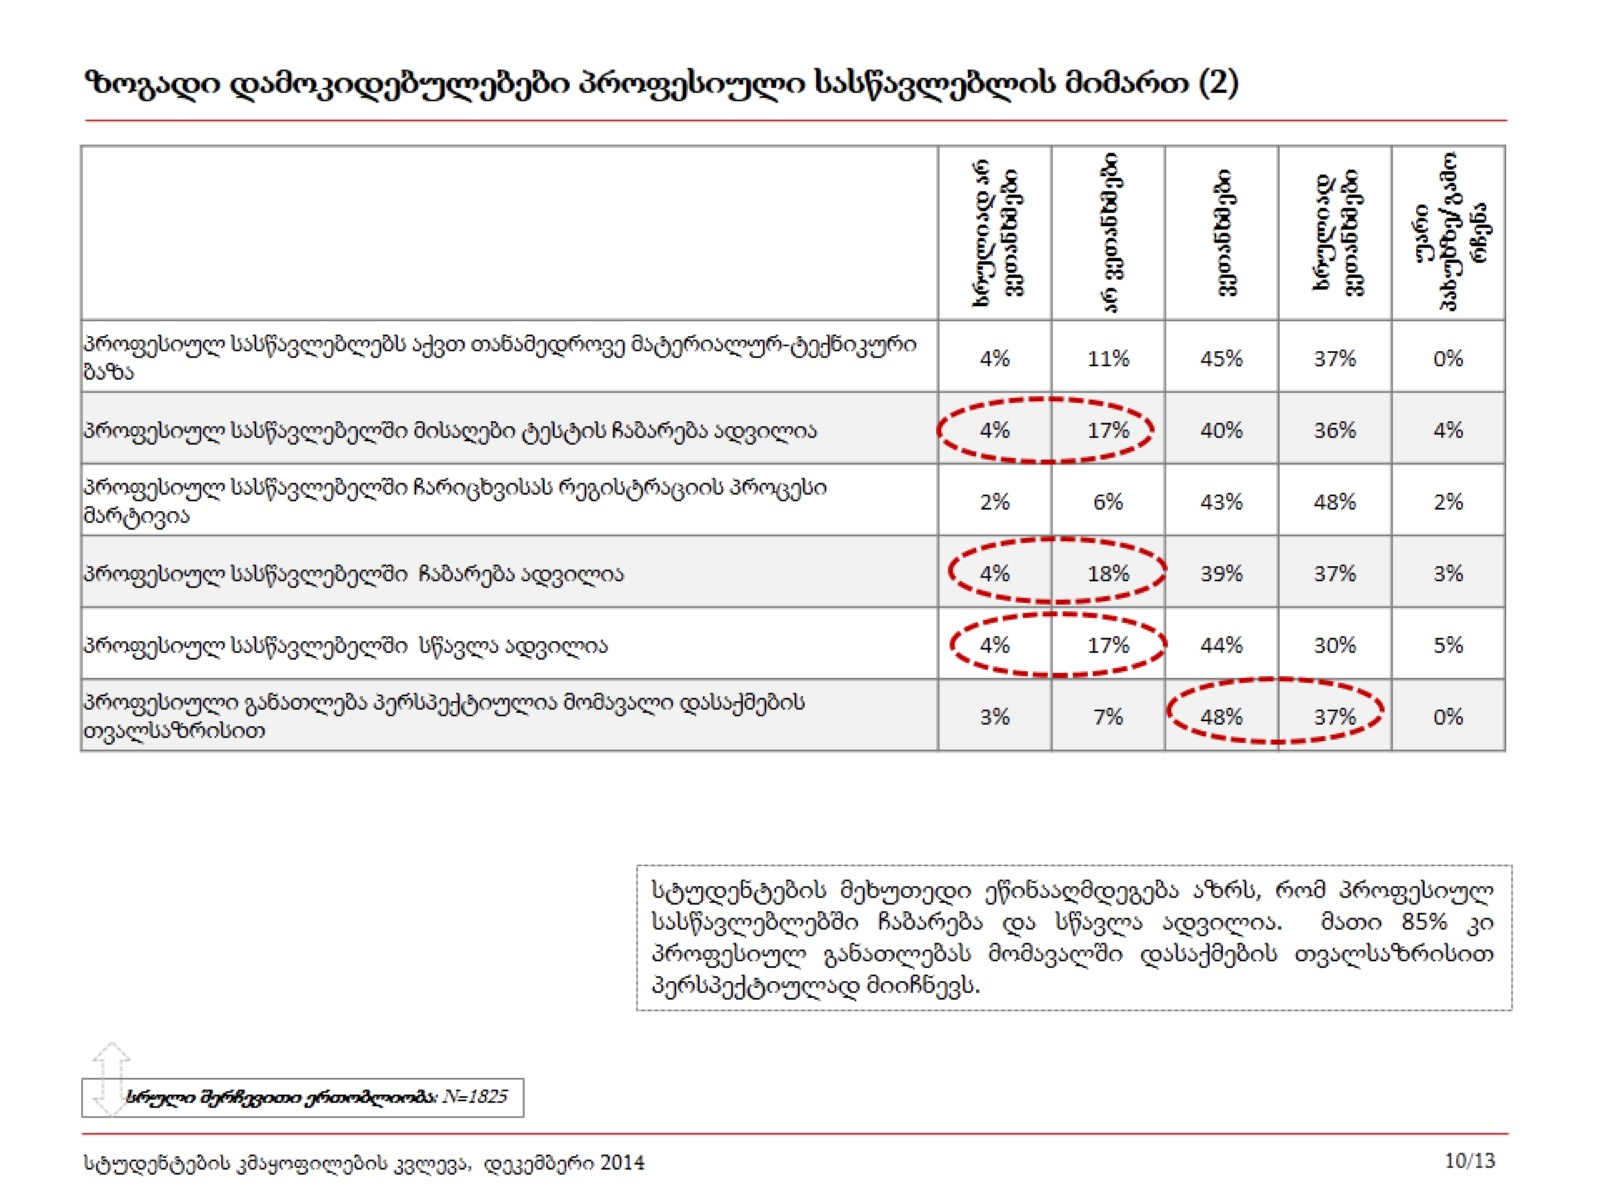 ზოგადი დამოკიდებულებები პროფესიული სასწავლებლის მიმართ (2)
სრულიად არ
ვეთანხმები
არ ვეთანხმები
ვეთანხმები
სრულიად
ვეთანხმები
უარი
პასუხზე/გამო
რჩენა
პროფესიულ სასწავლებლებს აქვთ თანამედროვე მატერიალურ-ტექნიკური
ბაზა
4% 11% 45% 37% 0%
პროფესიულ სასწავლებელში მისაღები ტესტის ჩაბარება ადვილია 4% 17% 40% 36% 4%
პროფესიულ სასწავლებელში ჩარიცხვისას რეგისტრაციის პროცესი
მარტივია
2% 6% 43% 48% 2%
პროფესიულ სასწავლებელში ჩაბარება ადვილია 4% 18% 39% 37% 3%
პროფესიულ სასწავლებელში სწავლა ადვილია 4% 17% 44% 30% 5%
პროფესიული განათლება პერსპექტიულია მომავალი დასაქმების
თვალსაზრისით
3% 7% 48% 37% 0%
სტუდენტების მეხუთედი ეწინააღმდეგება აზრს, რომ პროფესიულ
სასწავლებლებში ჩაბარება და სწავლა ადვილია. მათი 85% კი
პროფესიულ განათლებას მომავალში დასაქმების თვალსაზრისით
პერსპექტიულად მიიჩნევს.
სრული შერჩევითი ერთობლიობა: N=1825
სტუდენტების კმაყოფილების კვლევა, დეკემბერი 2014
10/13